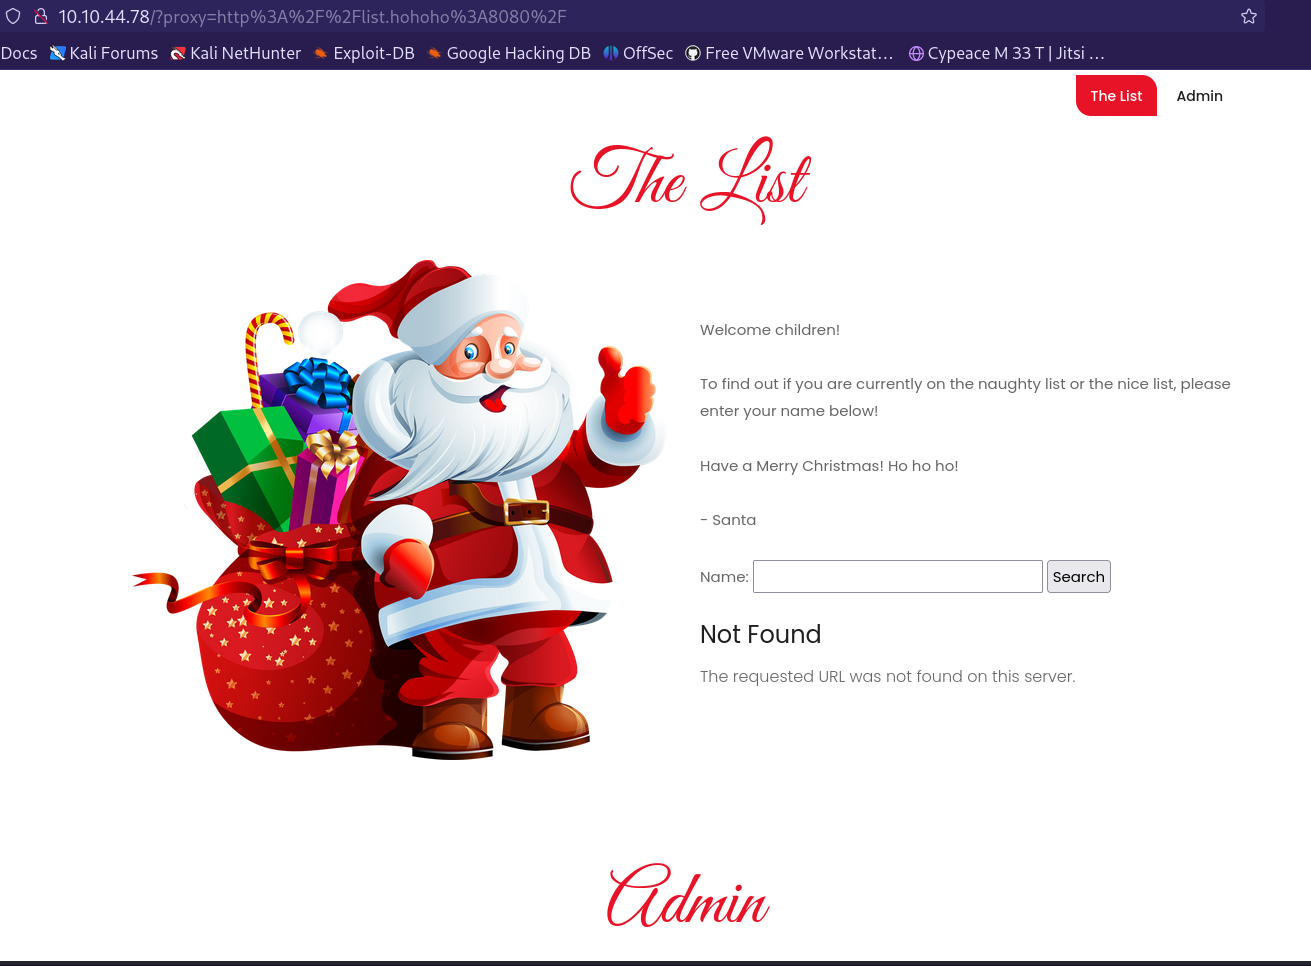 10.10.44.78/?proxy=http%3A%2F%2Flist.hohoho%3A8080%2F
Docs Kali Forums Kali NetHunter Exploit-DB Google Hacking DB OffSec Free VMware Workstat… Cypeace M 33 T | Jitsi …
The List Admin
The List
Welcome children!
To find out if you are currently on the naughty list or the nice list, please
enter your name below!
Have a Merry Christmas! Ho ho ho!
- Santa
Name: Search
Not Found
The requested URL was not found on this server.
Admin